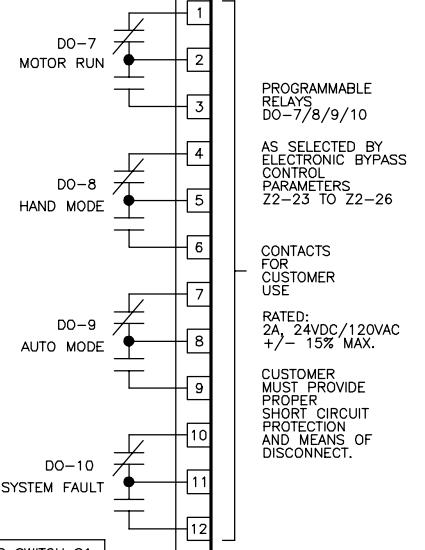 1
DO-7
MOTOR RUN
2
3
4
DO-8
HAND MODE
5
6
7
DO-9
AUTO MODE
8
9
10
DO-10
SYSTEM FAULT
11
12
PROGRAMMABLE
RELAYS
DO-7/8/9/10
AS SELECTED BY
ELECTRONIC BYPASS
CONTROL
PARAMETERS
Z2-23 TO Z2-26
CONTACTS
FOR
CUSTOMER
USE
RATED:
2A, 24VDC/120VAC
+/- 15% MAX.
CUSTOMER
MUST PROVIDE
PROPER
SHORT CIRCUIT
PROTECTION
AND MEANS OF
DISCONNECT.